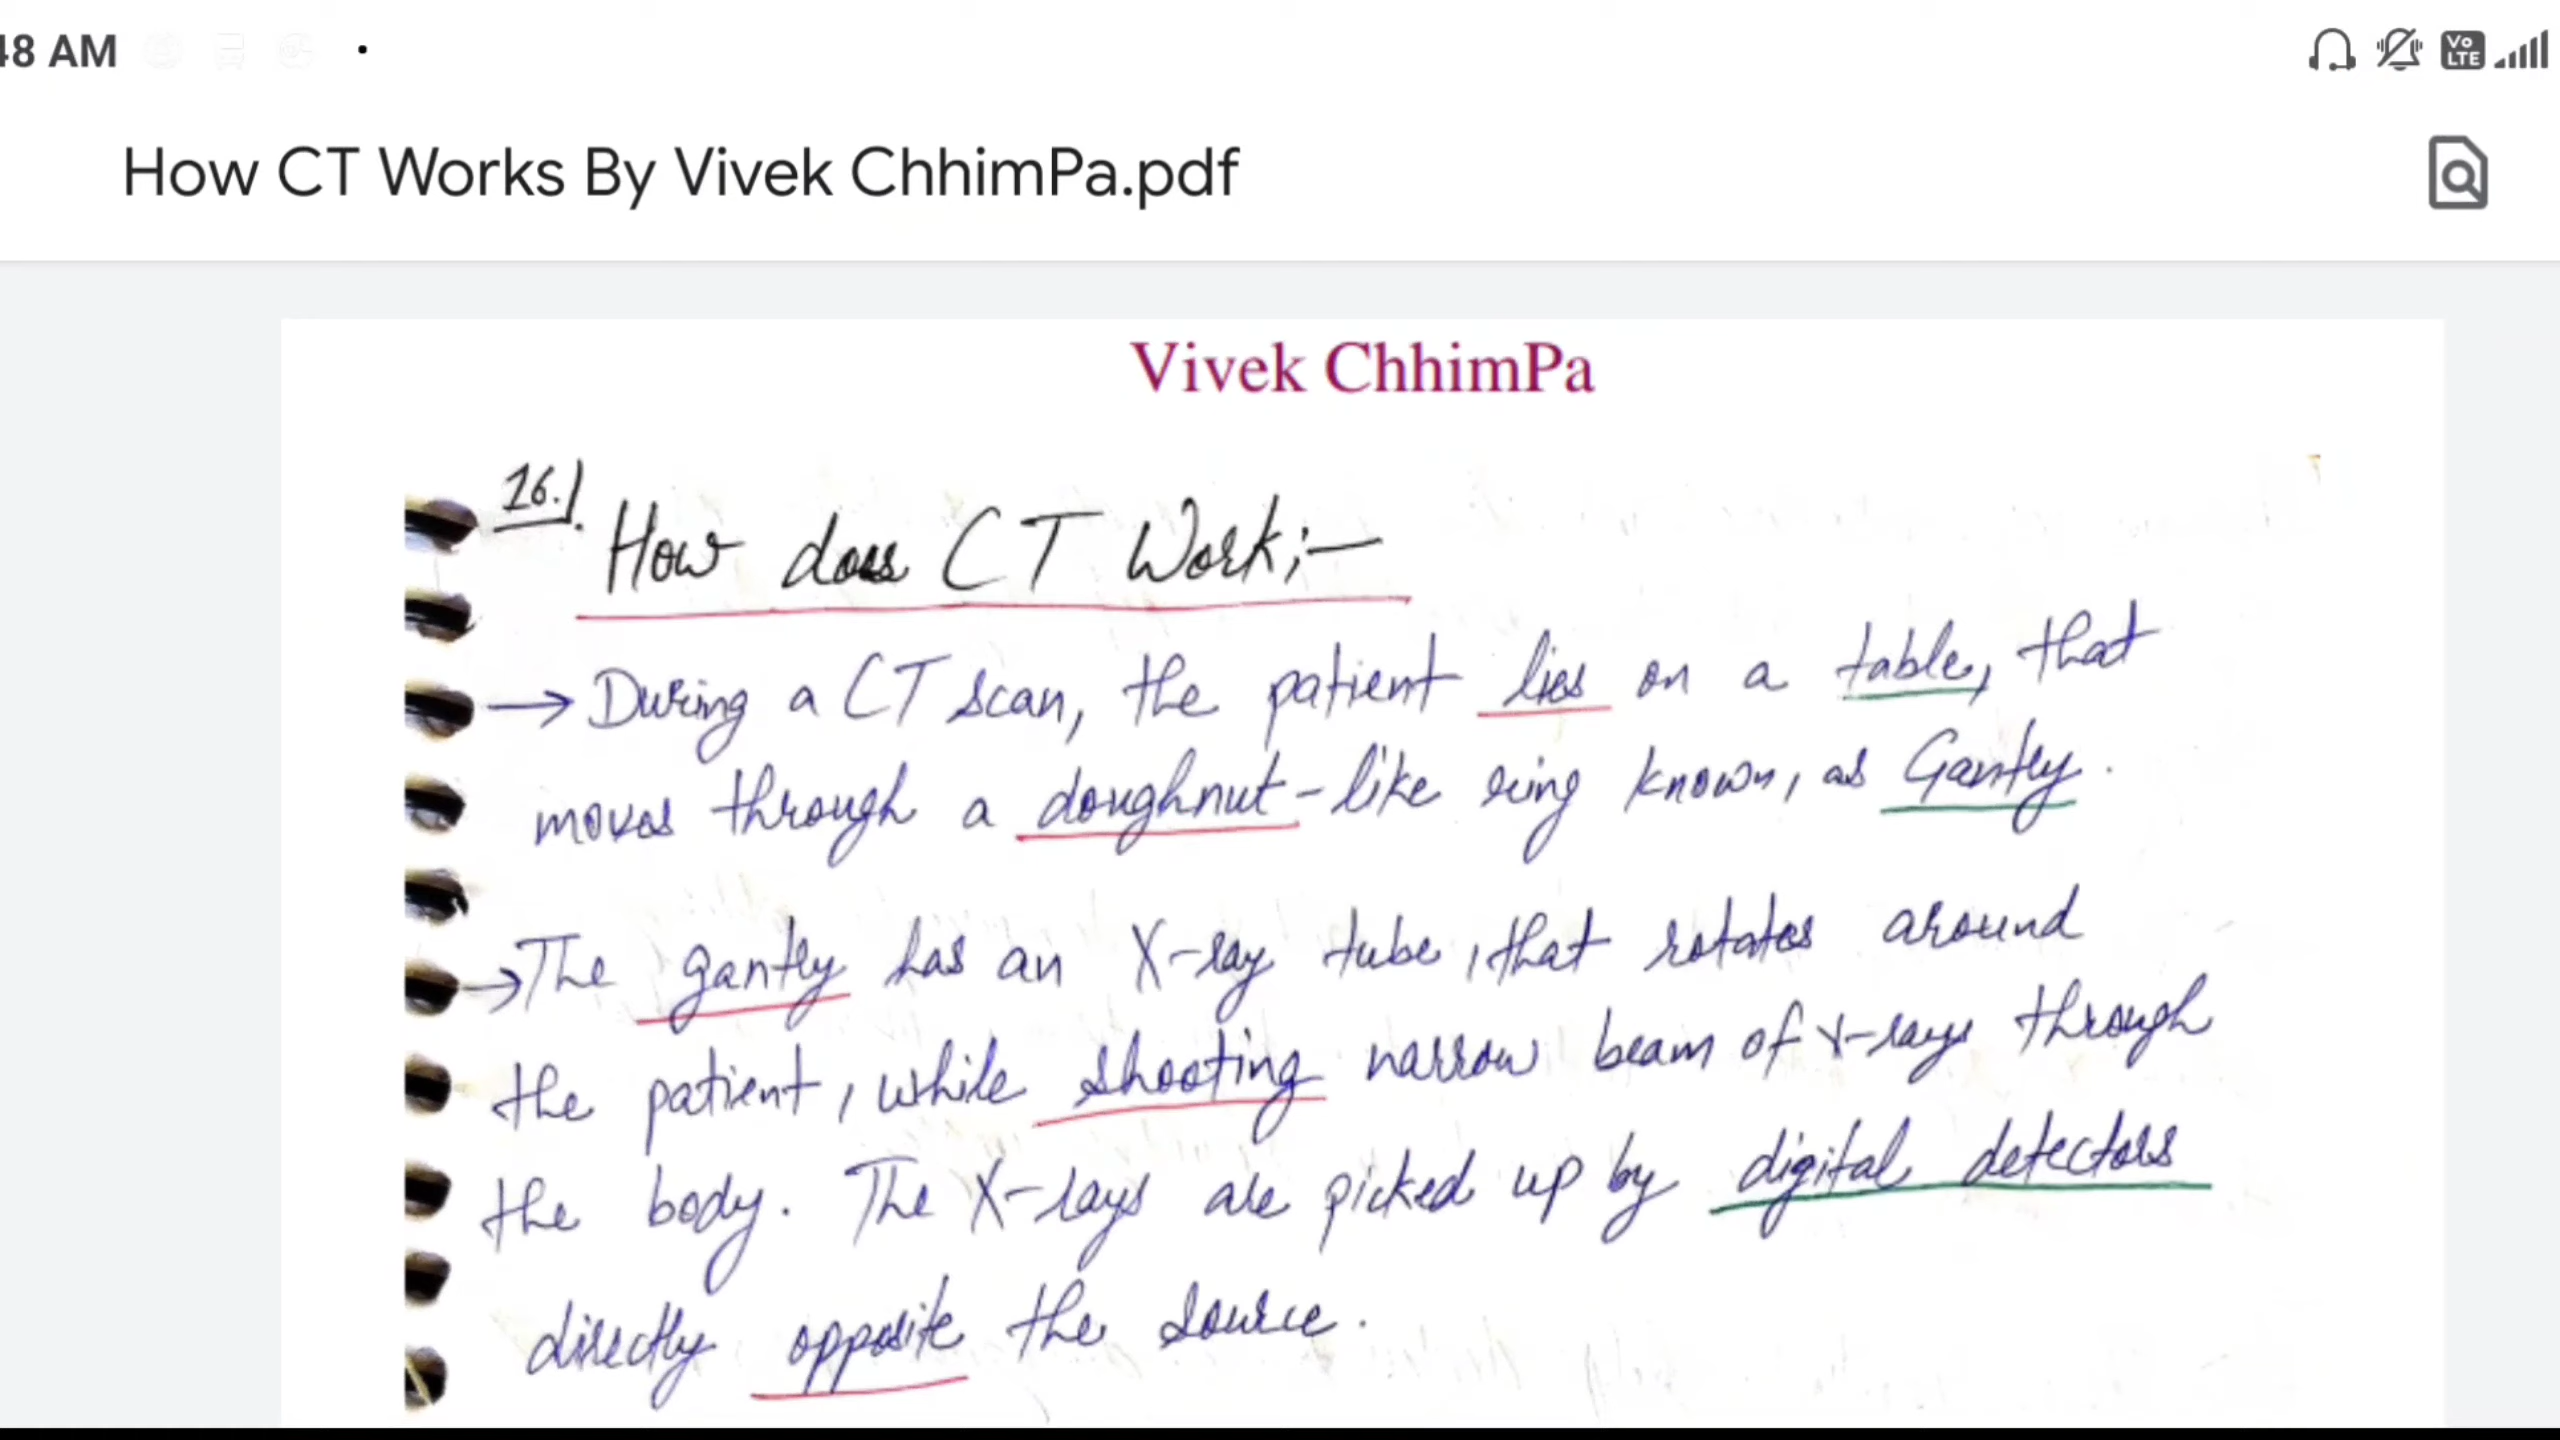 48 AM
Vo LTE
How CT Works By Vivek ChhimPa.pdf
Vivek ChhimPa
16.)
How does CT Work;-
→ During a CT scan, the patient lies on a table, that
moves through a doughnut-like ring known, as Gantry.
→ The gantry has an X-ray tube, that rotates around
the patient, while shooting narrow beam of X-rays through
the body. The X-rays are picked up by digital detectors
directly opposite the source.